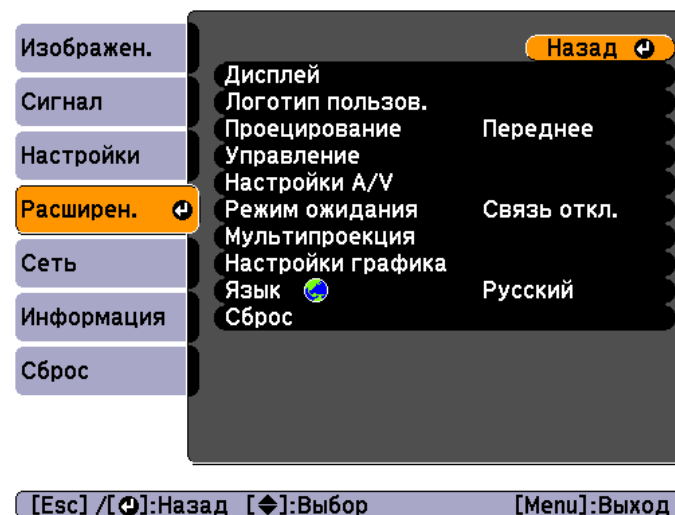 Изображен.
Сигнал
Настройки
Расширен.
Сеть
Информация
Сброс
Назад
Дисплей
Логотип пользов.
Проецирование Переднее
Управление
Настройки A/V
Режим ожидания Связь откл.
Мультипроекция
Настройки графика
Язык Русский
Сброс
[Esc] /[⏎]:Назад [◆]:Выбор [Menu]:Выход